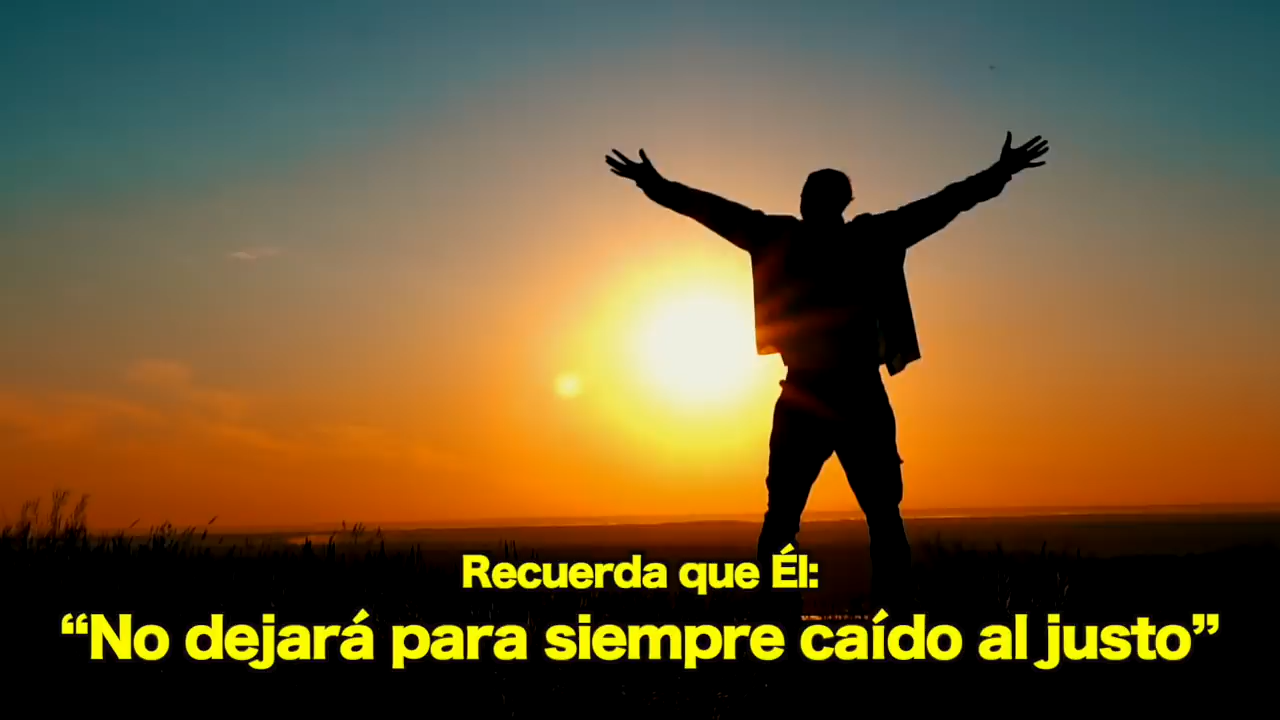 Recuerda que Él:
“No dejará para siempre caído al justo”